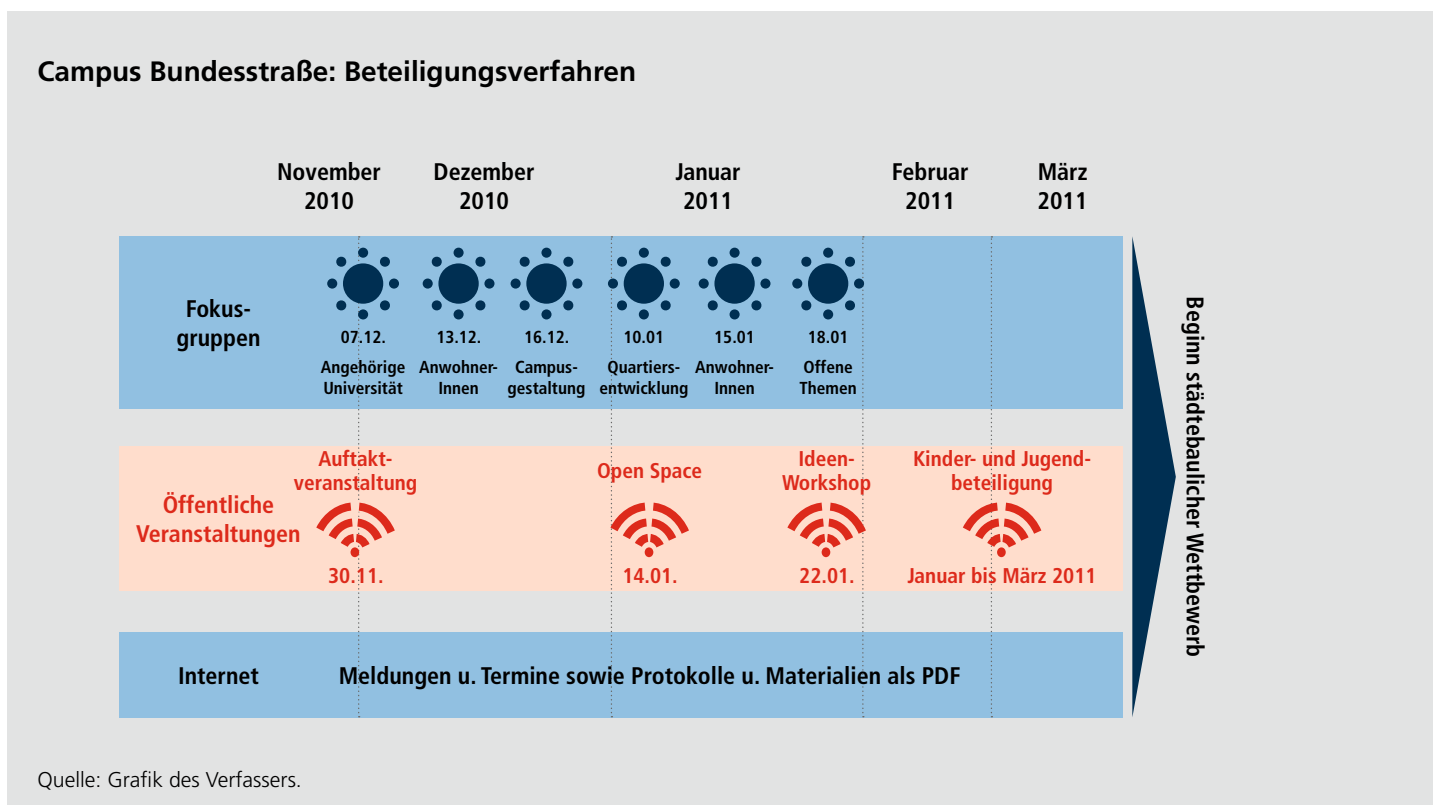 Campus Bundesstraße: Beteiligungsverfahren
November Dezember Januar Februar März
2010 2010 2011 2011 2011
Fokus-
gruppen
07.12. 13.12. 16.12. 10.01 15.01 18.01
Angehörige Anwohner- Campus- Quartiers- Anwohner- Offene
Universität Innen gestaltung entwicklung Innen Themen
Öffentliche
Veranstaltungen
Auftakt-
veranstaltung
30.11.
Open Space
14.01.
Ideen-
Workshop
22.01.
Kinder- und Jugend-
beteiligung
Januar bis März 2011
Internet
Meldungen u. Termine sowie Protokolle u. Materialien als PDF
Beginn städtebaulicher Wettbewerb
Quelle: Grafik des Verfassers.